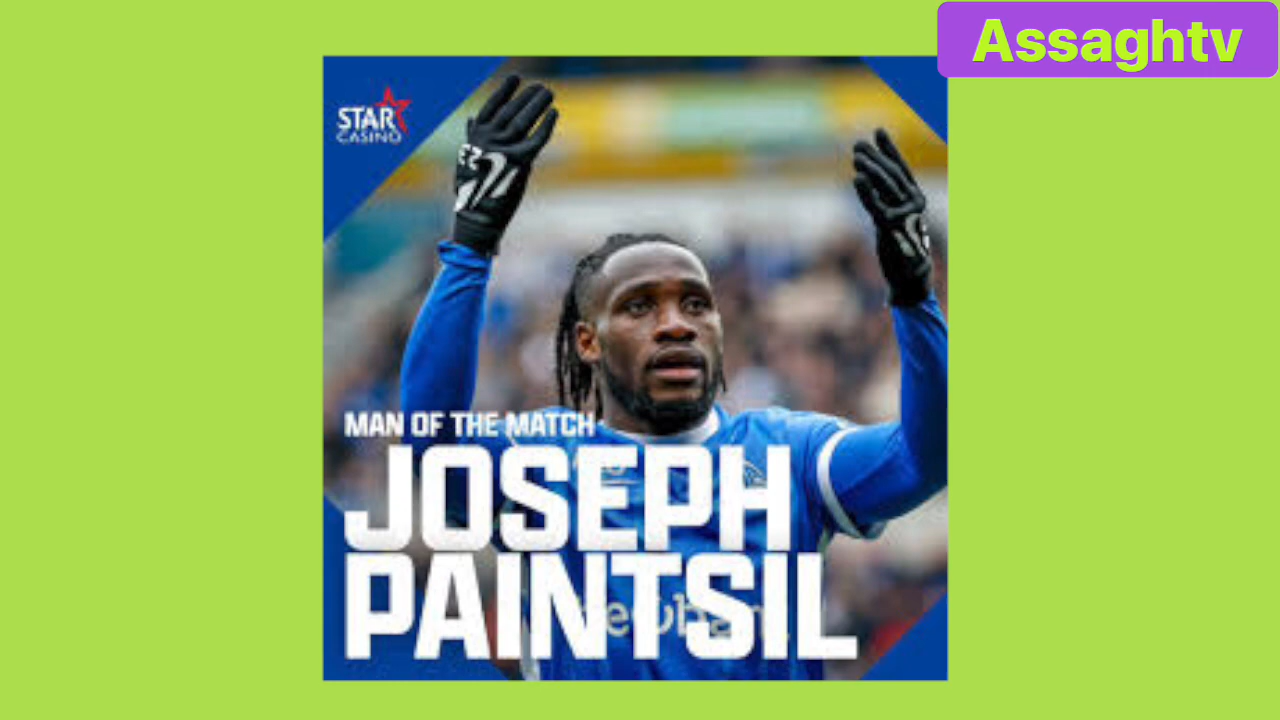 Assaghtv
STAR
CASINO
MAN OF THE MATCH
JOSEPH
PAINTSIL